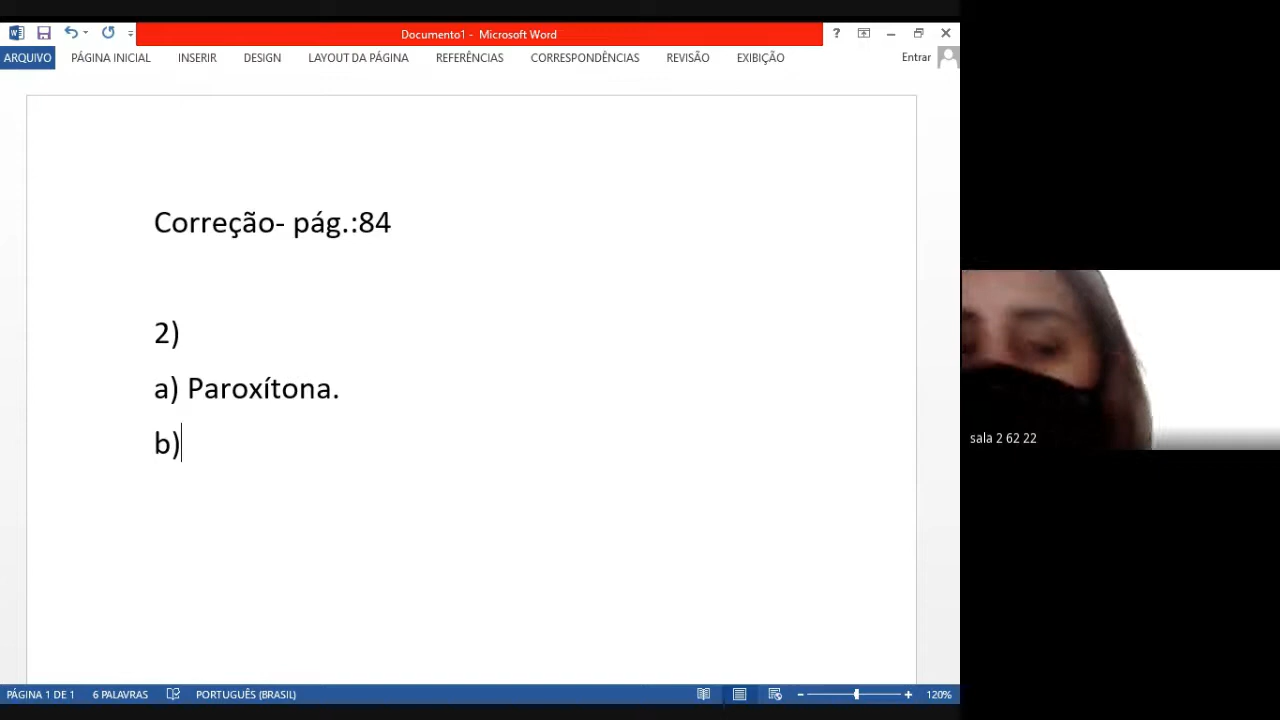 Documento1 - Microsoft Word
?
ARQUIVO PÁGINA INICIAL INSERIR DESIGN LAYOUT DA PÁGINA REFERÊNCIAS CORRESPONDÊNCIAS REVISÃO EXIBIÇÃO Entrar
Correção- pág.:84
2)
a) Paroxítona.
b)
sala 2 62 22
PÁGINA 1 DE 1 6 PALAVRAS PORTUGUÊS (BRASIL) 120%